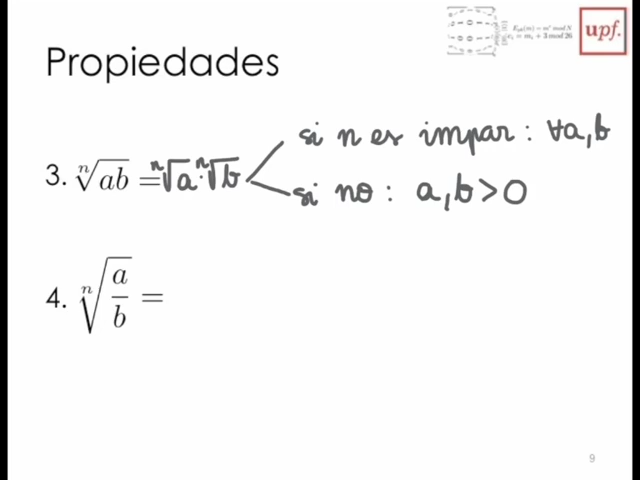 upf.
Propiedades
si n es impar : ∀a,b
3. ⁿ√ab = ⁿ√a · ⁿ√b
si no : a,b > 0
4. ⁿ√(a/b) =
9